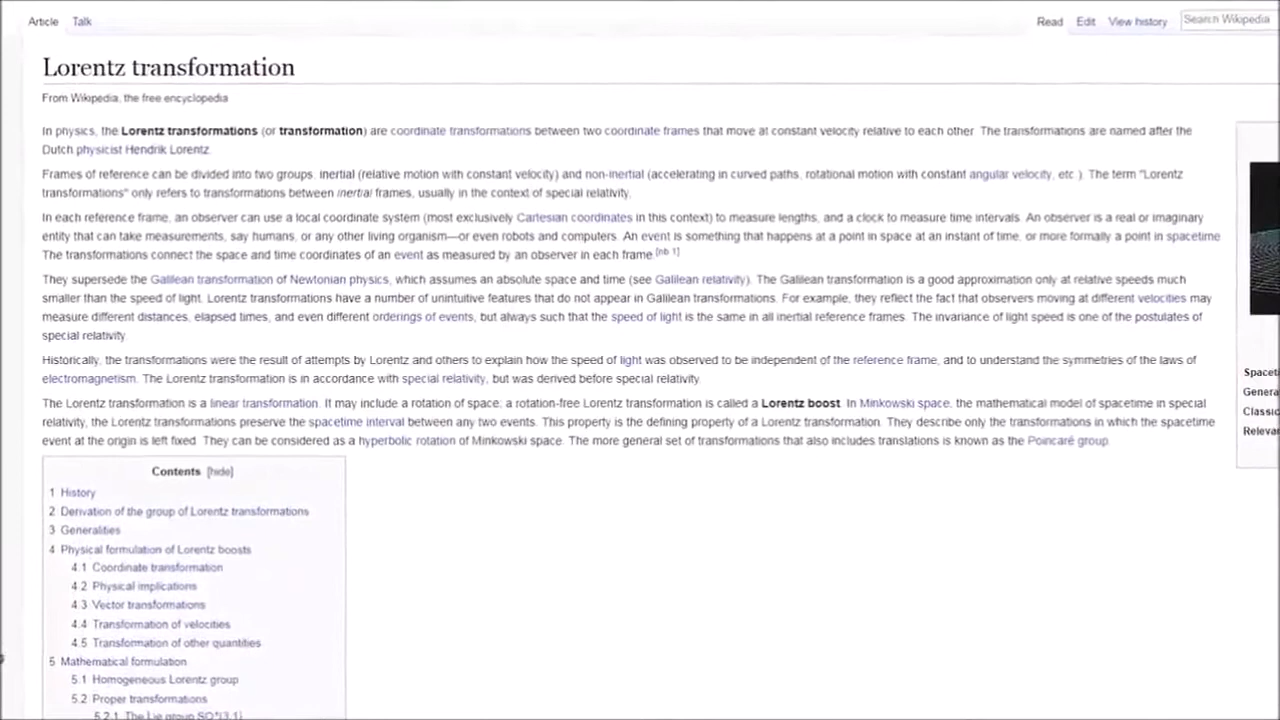 Article Talk Read Edit View history Search Wikipedia
Lorentz transformation
From Wikipedia, the free encyclopedia
In physics, the Lorentz transformations (or transformation) are coordinate transformations between two coordinate frames that move at constant velocity relative to each other. The transformations are named after the
Dutch physicist Hendrik Lorentz.
Frames of reference can be divided into two groups: inertial (relative motion with constant velocity) and non-inertial (accelerating in curved paths, rotational motion with constant angular velocity, etc.). The term "Lorentz
transformations" only refers to transformations between inertial frames, usually in the context of special relativity.
In each reference frame, an observer can use a local coordinate system (most exclusively Cartesian coordinates in this context) to measure lengths, and a clock to measure time intervals. An observer is a real or imaginary
entity that can take measurements, say humans, or any other living organism—or even robots and computers. An event is something that happens at a point in space at an instant of time, or more formally a point in spacetime.
The transformations connect the space and time coordinates of an event as measured by an observer in each frame.[nb 1]
They supersede the Galilean transformation of Newtonian physics, which assumes an absolute space and time (see Galilean relativity). The Galilean transformation is a good approximation only at relative speeds much
smaller than the speed of light. Lorentz transformations have a number of unintuitive features that do not appear in Galilean transformations. For example, they reflect the fact that observers moving at different velocities may
measure different distances, elapsed times, and even different orderings of events, but always such that the speed of light is the same in all inertial reference frames. The invariance of light speed is one of the postulates of
special relativity.
Historically, the transformations were the result of attempts by Lorentz and others to explain how the speed of light was observed to be independent of the reference frame, and to understand the symmetries of the laws of
electromagnetism. The Lorentz transformation is in accordance with special relativity, but was derived before special relativity.
The Lorentz transformation is a linear transformation. It may include a rotation of space; a rotation-free Lorentz transformation is called a Lorentz boost. In Minkowski space, the mathematical model of spacetime in special
relativity, the Lorentz transformations preserve the spacetime interval between any two events. This property is the defining property of a Lorentz transformation. They describe only the transformations in which the spacetime
event at the origin is left fixed. They can be considered as a hyperbolic rotation of Minkowski space. The more general set of transformations that also includes translations is known as the Poincaré group.
Spaceti
Genera
Classic
Relevan
Contents [hide]
1 History
2 Derivation of the group of Lorentz transformations
3 Generalities
4 Physical formulation of Lorentz boosts
4.1 Coordinate transformation
4.2 Physical implications
4.3 Vector transformations
4.4 Transformation of velocities
4.5 Transformation of other quantities
5 Mathematical formulation
5.1 Homogeneous Lorentz group
5.2 Proper transformations
5.2.1 The Lie group SO⁺(3,1)